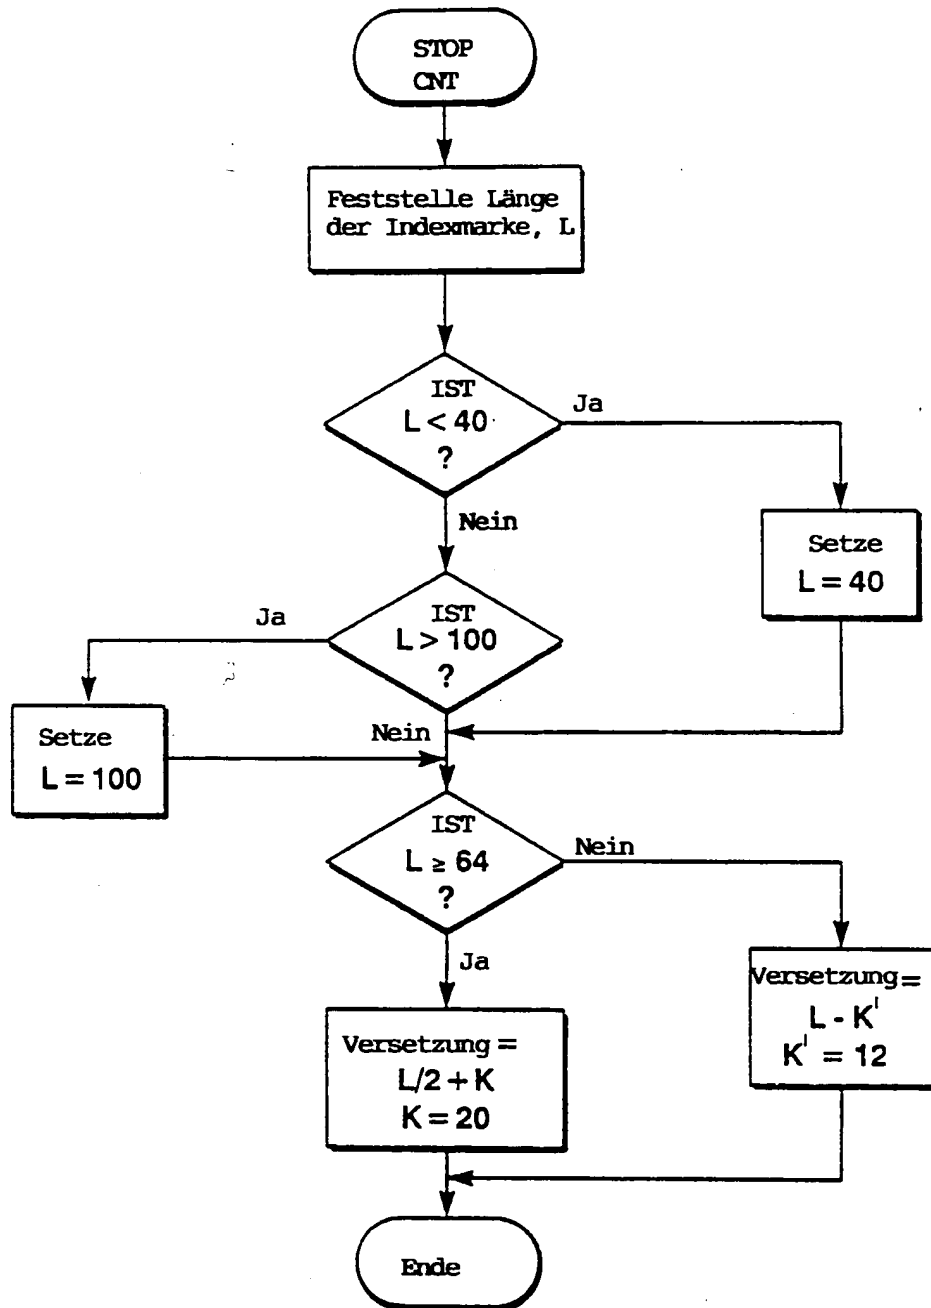 STOP
CNT
Feststelle Länge
der Indexmarke, L
IST
L < 40
?
Ja
Nein
Setze
L = 40
IST
L > 100
?
Ja
Nein
Setze
L = 100
IST
L ≥ 64
?
Nein
Ja
Versetzung =
L - K'
K' = 12
Versetzung =
L/2 + K
K = 20
Ende